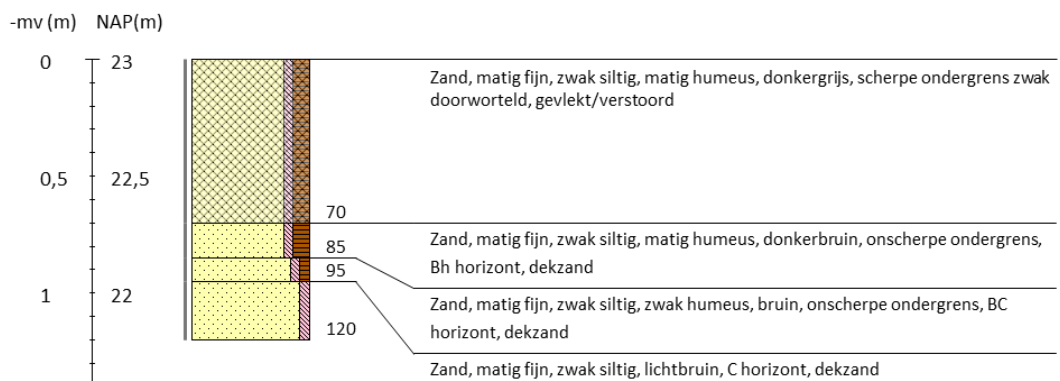 -mv (m) NAP(m)
0 23
Zand, matig fijn, zwak siltig, matig humeus, donkergrijs, scherpe ondergrens zwak
doorworteld, gevlekt/verstoord
0,5 22,5
70
Zand, matig fijn, zwak siltig, matig humeus, donkerbruin, onscherpe ondergrens,
Bh horizont, dekzand
85
95
1 22
Zand, matig fijn, zwak siltig, zwak humeus, bruin, onscherpe ondergrens, BC
horizont, dekzand
120
Zand, matig fijn, zwak siltig, lichtbruin, C horizont, dekzand